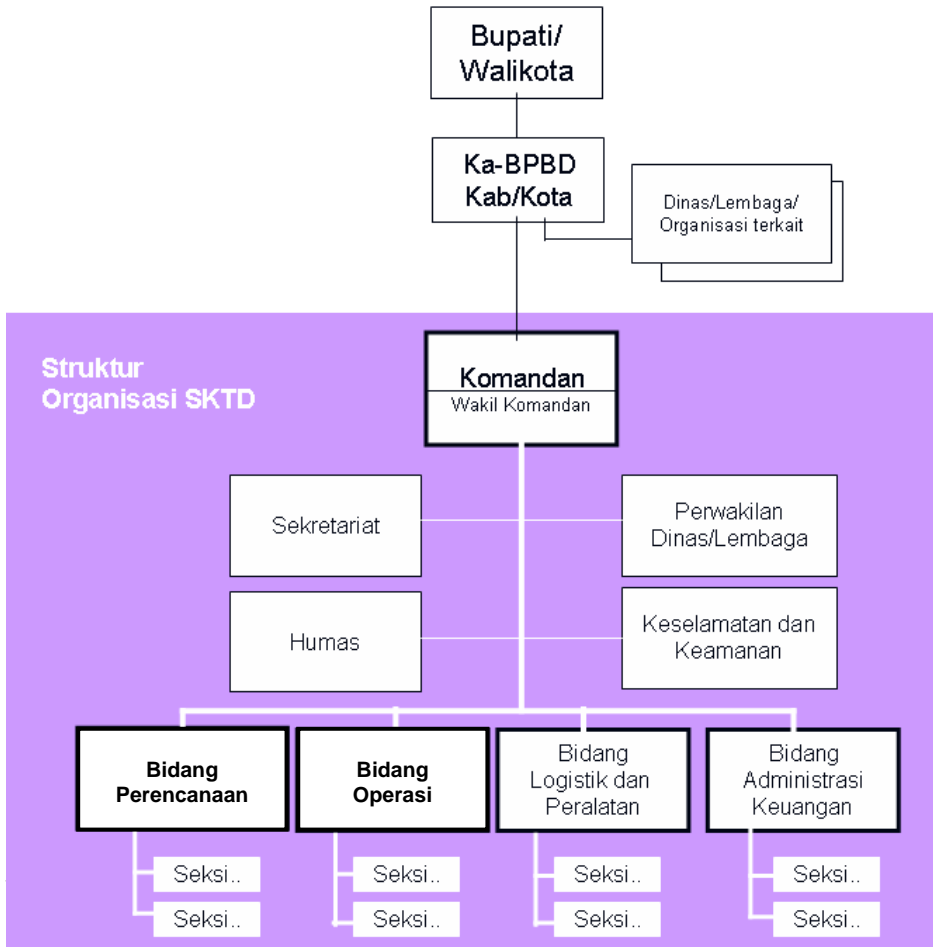 Bupati/
Walikota
Ka-BPBD
Kab/Kota
Dinas/Lembaga/
Organisasi terkait
Struktur
Organisasi SKTD
Komandan
Wakil Komandan
Sekretariat
Perwakilan
Dinas/Lembaga
Humas
Keselamatan dan
Keamanan
Bidang
Perencanaan
Bidang
Operasi
Bidang
Logistik dan
Peralatan
Bidang
Administrasi
Keuangan
Seksi..
Seksi..
Seksi..
Seksi..
Seksi..
Seksi..
Seksi..
Seksi..